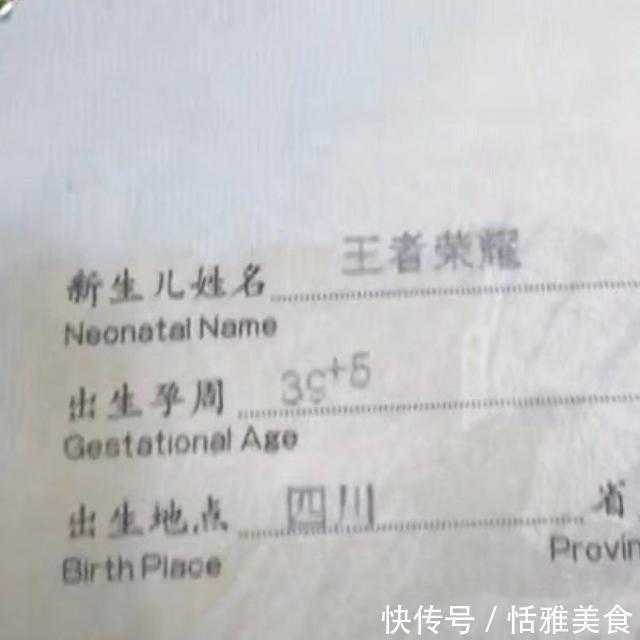 新生儿姓名 王者荣耀
Neonatal Name
出生孕周 39+5
Gestational Age
出生地点 四川 省
Birth Place Provin
快传号 / 恬雅美食